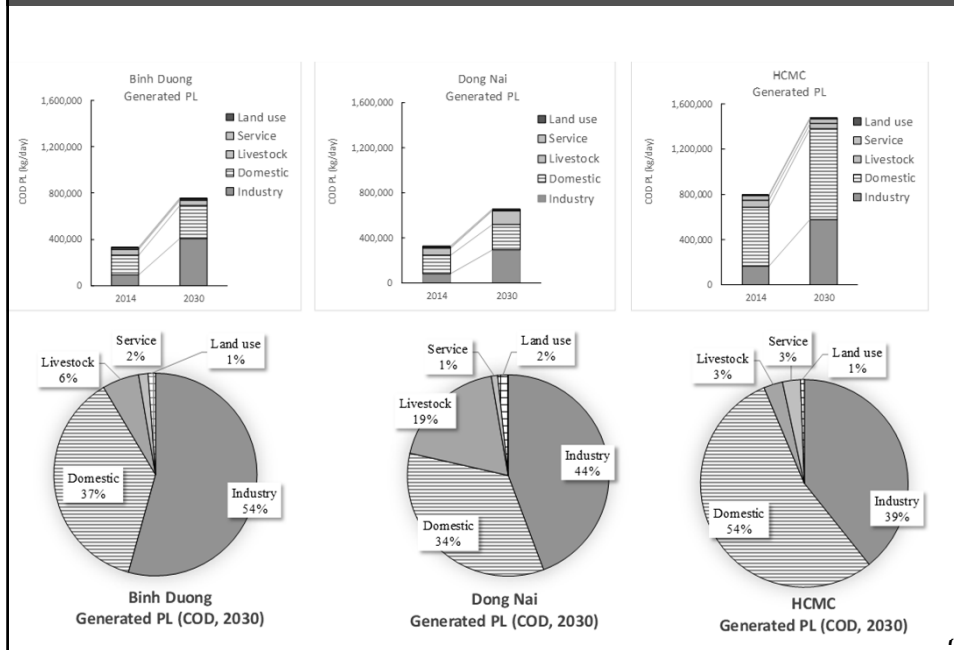 Binh Duong
Generated PL
1,600,000
1,200,000
800,000
400,000
0
COD PL (kg/day)
2014
2030
Land use
Service
Livestock
Domestic
Industry
Dong Nai
Generated PL
1,600,000
1,200,000
800,000
400,000
0
COD PL (kg/day)
2014
2030
Land use
Service
Livestock
Domestic
Industry
HCMC
Generated PL
1,600,000
1,200,000
800,000
400,000
0
COD PL (kg/day)
2014
2030
Land use
Service
Livestock
Domestic
Industry
Service
2%
Land use
1%
Livestock
6%
Domestic
37%
Industry
54%
Binh Duong
Generated PL (COD, 2030)
Service
1%
Land use
2%
Livestock
19%
Industry
44%
Domestic
34%
Dong Nai
Generated PL (COD, 2030)
Service
3%
Land use
1%
Livestock
3%
Domestic
54%
Industry
39%
HCMC
Generated PL (COD, 2030)